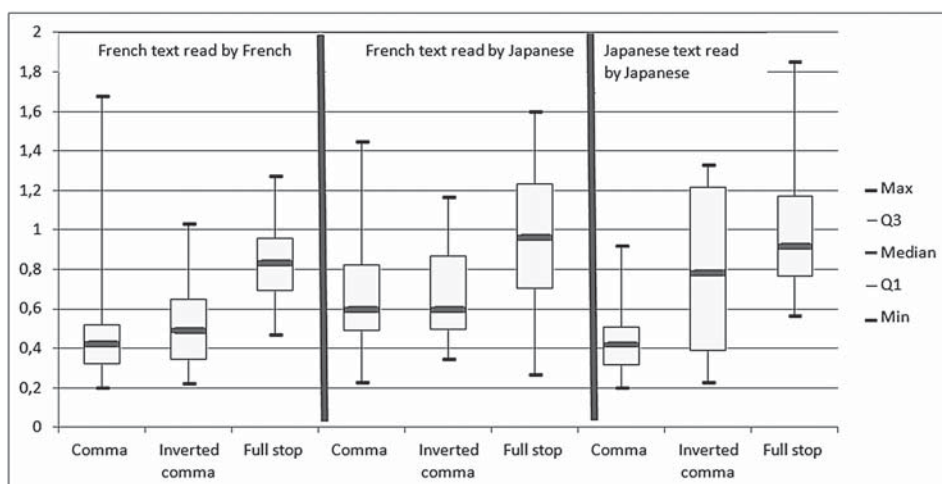 2
1,8
1,6
1,4
1,2
1
0,8
0,6
0,4
0,2
0
French text read by French
French text read by Japanese
Japanese text read
by Japanese
Comma
Inverted
comma
Full stop
Comma
Inverted
comma
Full stop
Comma
Inverted
comma
Full stop
Max
Q3
Median
Q1
Min